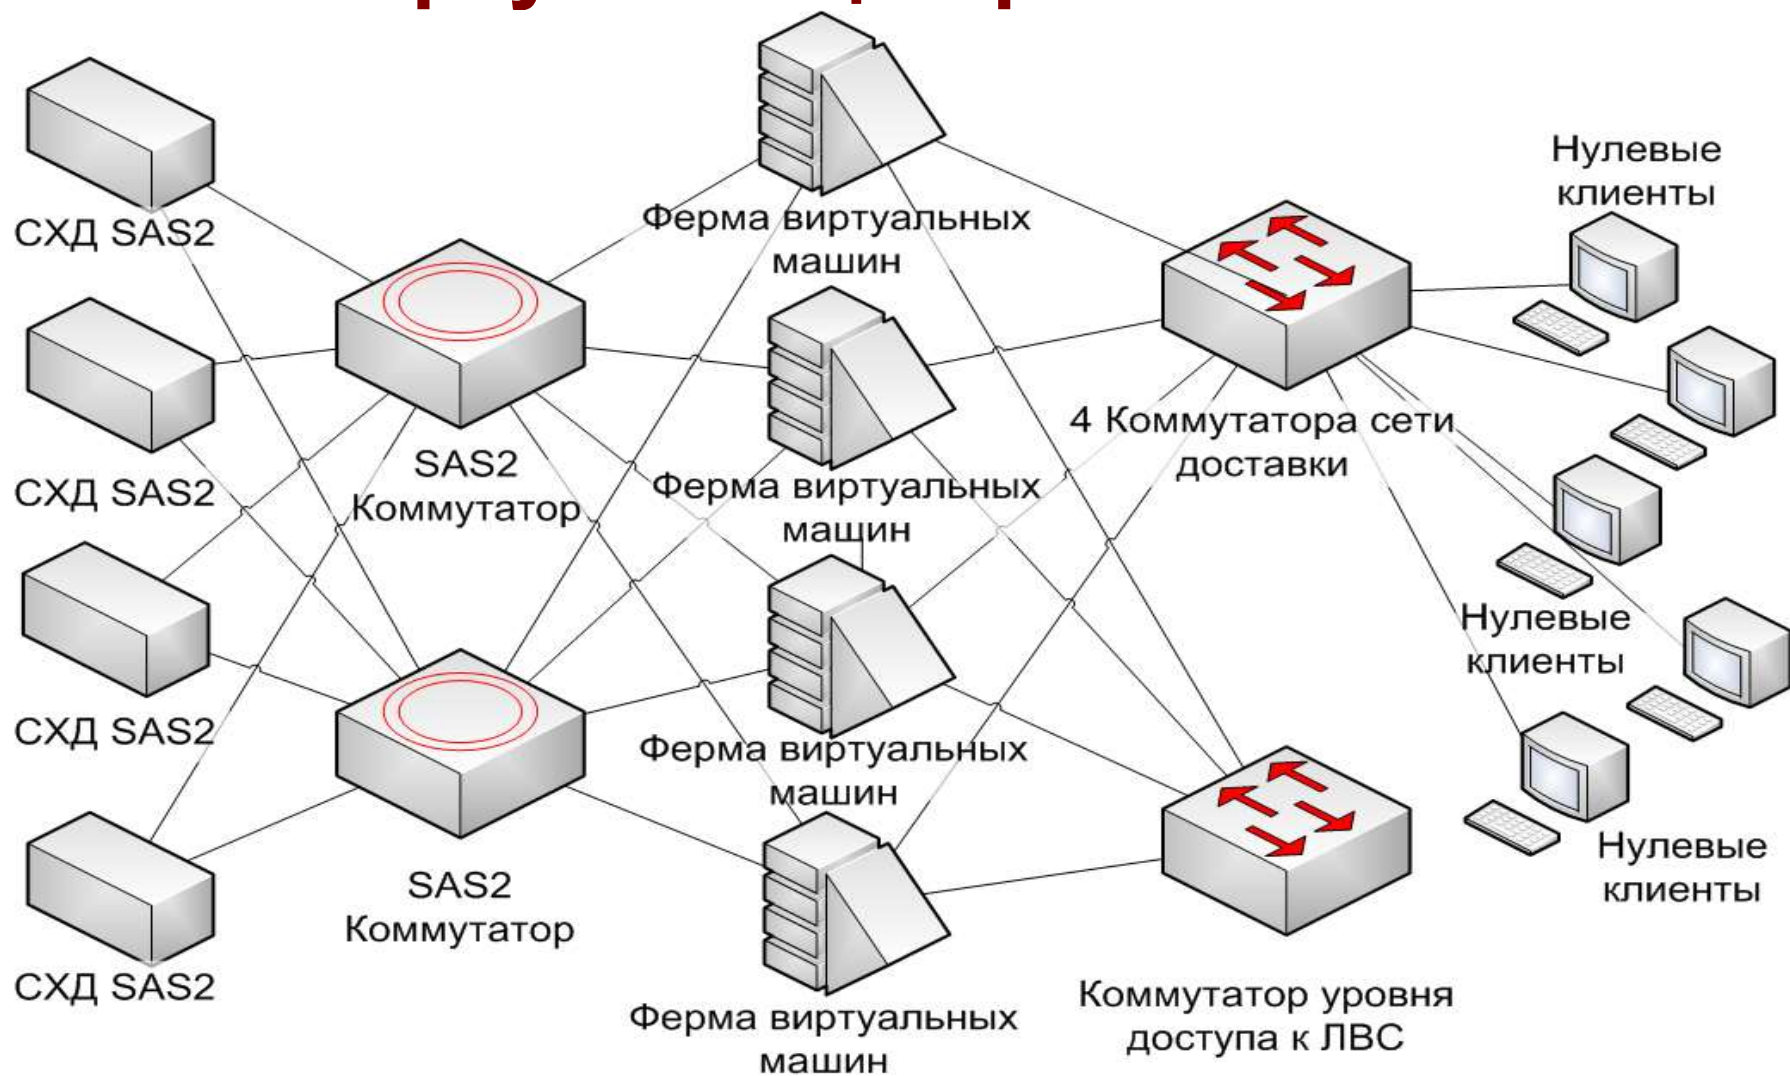 СХД SAS2
СХД SAS2
СХД SAS2
СХД SAS2
SAS2
Коммутатор
SAS2
Коммутатор
Ферма виртуальных
машин
Ферма виртуальных
машин
Ферма виртуальных
машин
Ферма виртуальных
машин
4 Коммутатора сети
доставки
Коммутатор уровня
доступа к ЛВС
Нулевые
клиенты
Нулевые
клиенты
Нулевые
клиенты